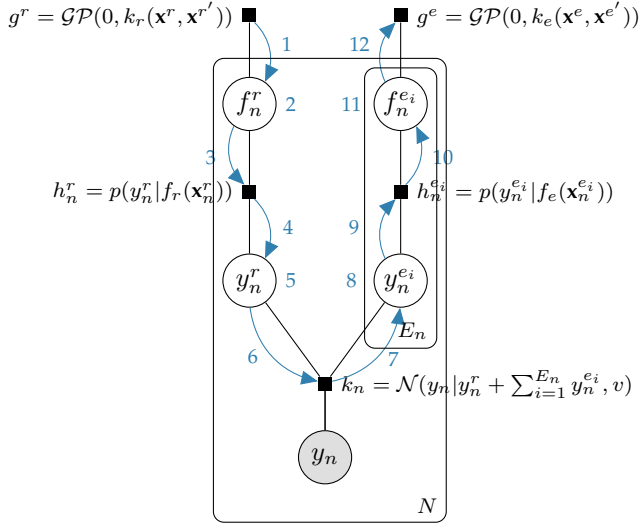 g^r = 𝒢𝒫(0, k_r(𝐱^r, 𝐱^{r'})) 1 12 g^e = 𝒢𝒫(0, k_e(𝐱^e, 𝐱^{e'}))
f_n^r 2 11 f_n^{e_i}
3 10
h_n^r = p(y_n^r|f_r(𝐱_n^r)) h_n^{e_i} = p(y_n^{e_i}|f_e(𝐱_n^{e_i}))
4 9
y_n^r 5 8 y_n^{e_i}
E_n
6 7
k_n = 𝒩(y_n|y_n^r + ∑_{i=1}^{E_n} y_n^{e_i}, v)
y_n
N